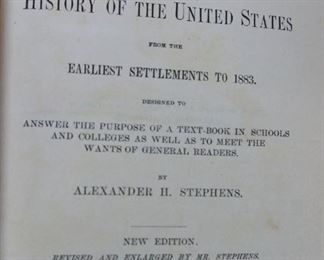 HISTORY OF THE UNITED STATES
FROM THE
EARLIEST SETTLEMENTS TO 1883.
DESIGNED TO
ANSWER THE PURPOSE OF A TEXT-BOOK IN SCHOOLS
AND COLLEGES AS WELL AS TO MEET THE
WANTS OF GENERAL READERS.
BY
ALEXANDER H. STEPHENS.
NEW EDITION.
REVISED AND ENLARGED BY MR. STEPHENS.